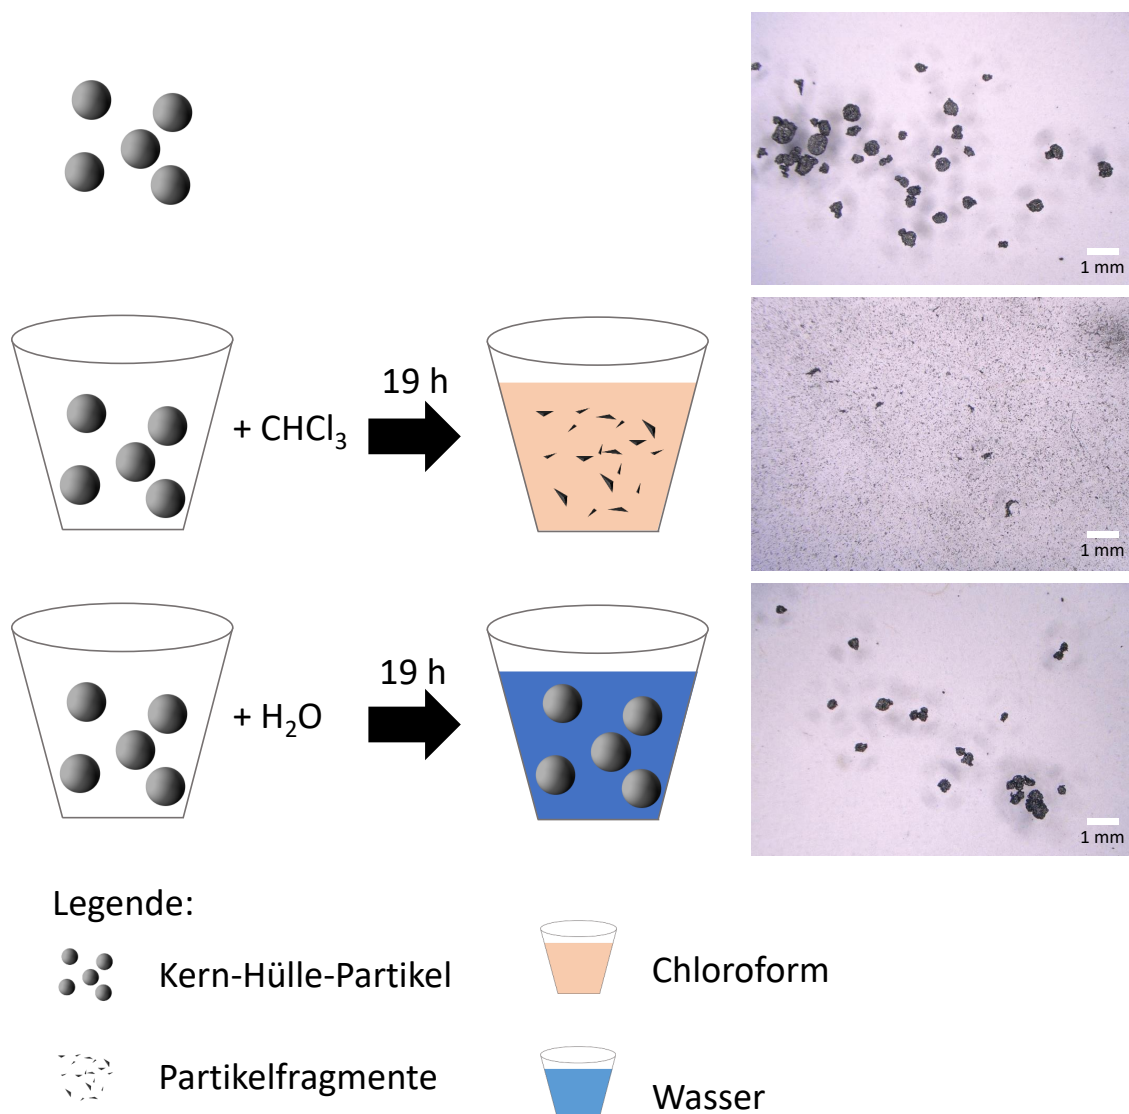 1 mm
19 h
+ CHCl₃
1 mm
19 h
+ H₂O
1 mm
Legende:
Kern-Hülle-Partikel
Chloroform
Partikelfragmente
Wasser